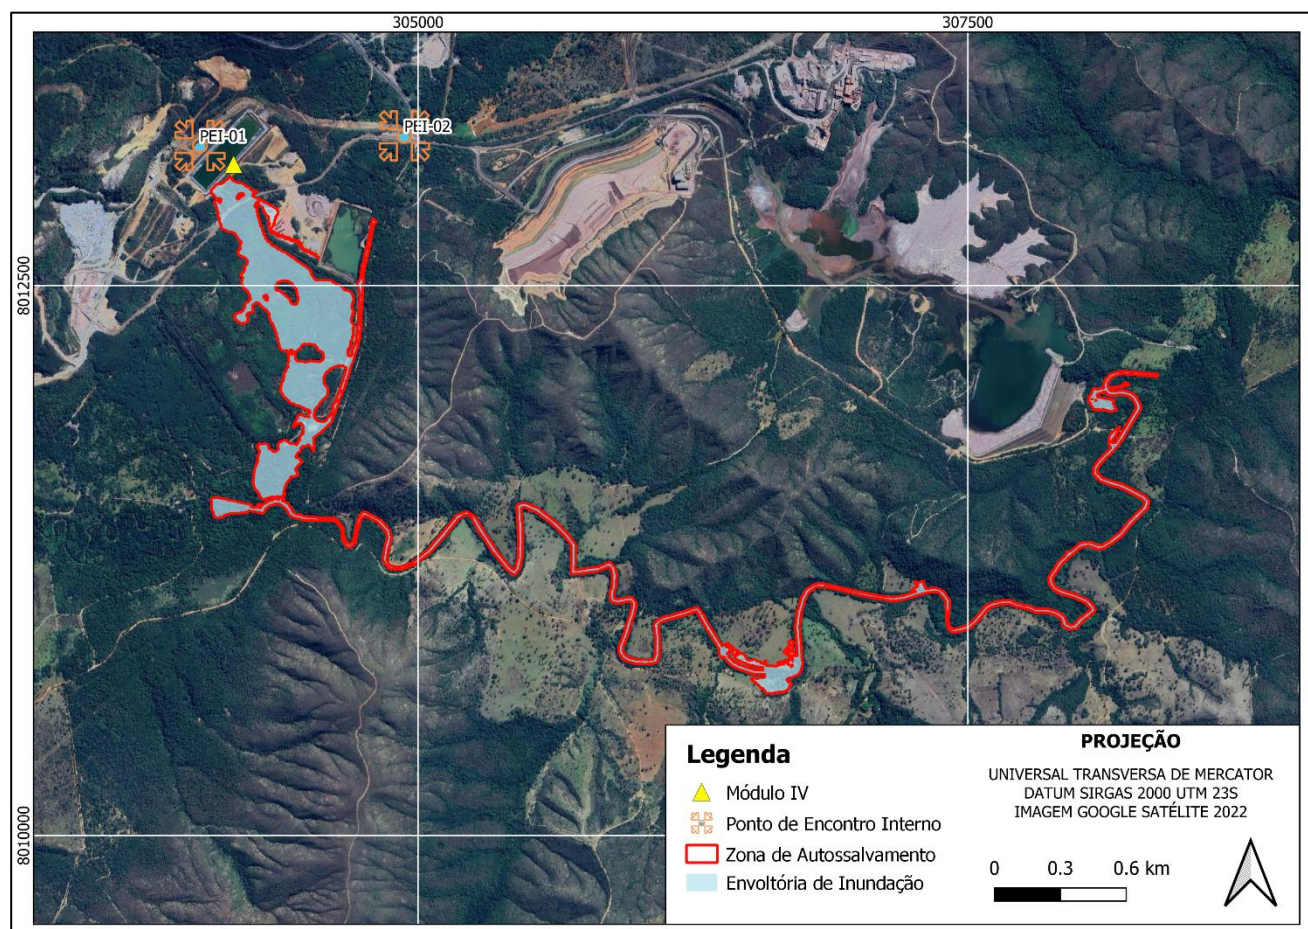 305000
307500
PEI-01
PEI-02
8012500
8010000
Legenda
Módulo IV
Ponto de Encontro Interno
Zona de Autossalvamento
Envoltória de Inundação
PROJEÇÃO
UNIVERSAL TRANSVERSA DE MERCATOR
DATUM SIRGAS 2000 UTM 23S
IMAGEM GOOGLE SATÉLITE 2022
0 0.3 0.6 km